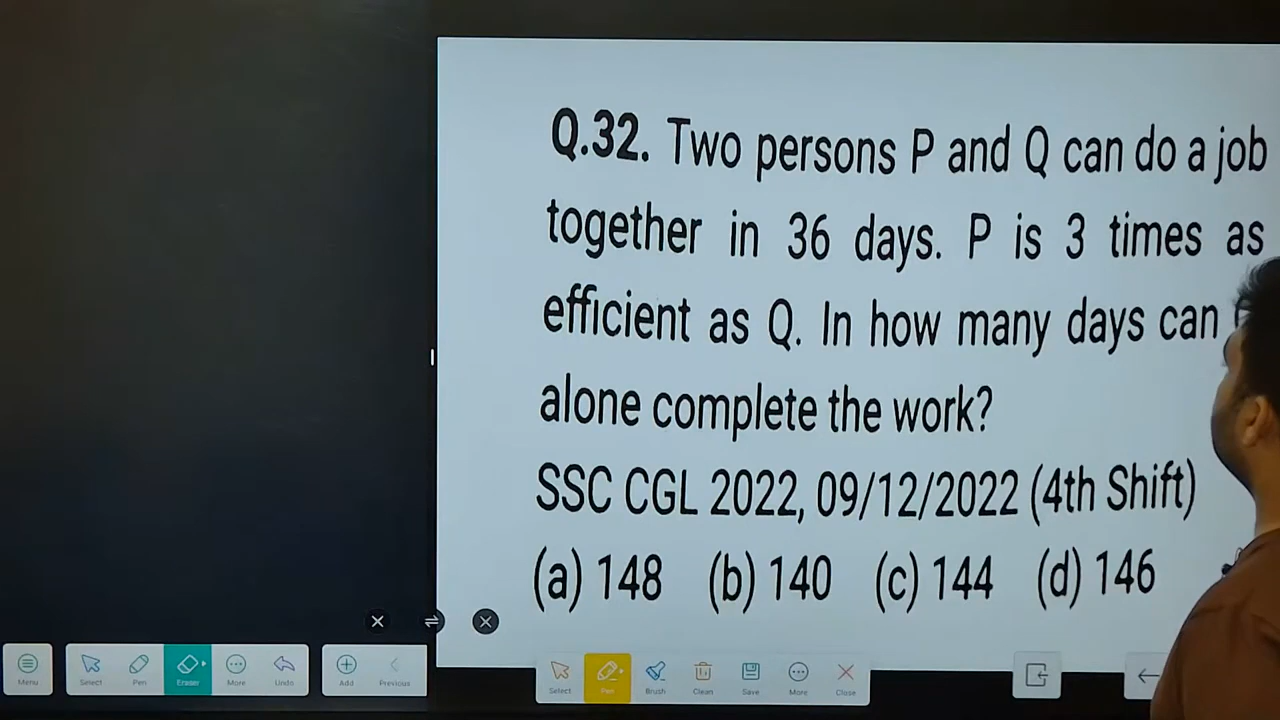 Q.32. Two persons P and Q can do a job
together in 36 days. P is 3 times as
efficient as Q. In how many days can
alone complete the work?
SSC CGL 2022, 09/12/2022 (4th Shift)
(a) 148 (b) 140 (c) 144 (d) 146
Menu Select Pen Eraser More Undo Add Previous
Select Pen Brush Clean Save More Close